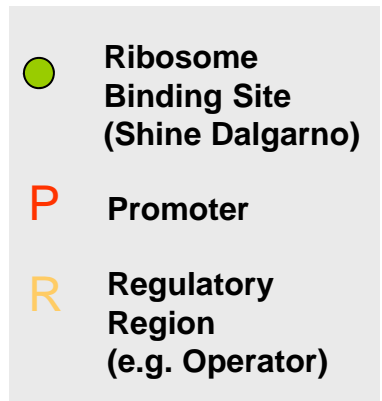 Ribosome
Binding Site
(Shine Dalgarno)
P Promoter
R Regulatory
Region
(e.g. Operator)